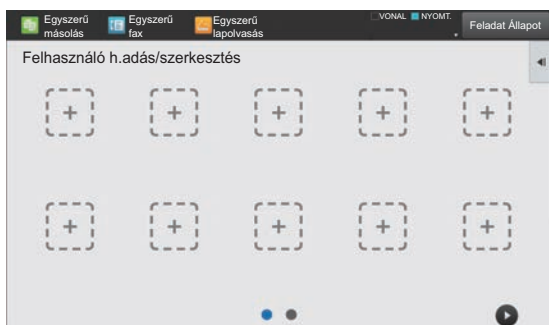 Egyszerű
másolás
Egyszerű
fax
Egyszerű
lapolvasás
VONAL
NYOMT.
Feladat Állapot
Felhasználó h.adás/szerkesztés